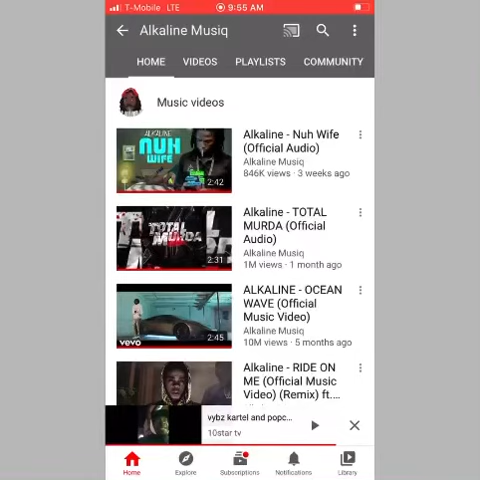 T-Mobile LTE 9:55 AM
Alkaline Musiq
HOME VIDEOS PLAYLISTS COMMUNITY
Music videos
ALKALINE
NUH
WIFE
2:42
Alkaline - Nuh Wife
(Official Audio)
Alkaline Musiq
846K views · 3 weeks ago
TOTAL
MURDA
2:31
Alkaline - TOTAL
MURDA (Official
Audio)
Alkaline Musiq
1M views · 1 month ago
vevo
2:45
ALKALINE - OCEAN
WAVE (Official
Music Video)
Alkaline Musiq
10M views · 5 months ago
Alkaline - RIDE ON
ME (Official Music
Video) (Remix) ft....
vybz kartel and popc...
10star tv
Home Explore Subscriptions Notifications Library